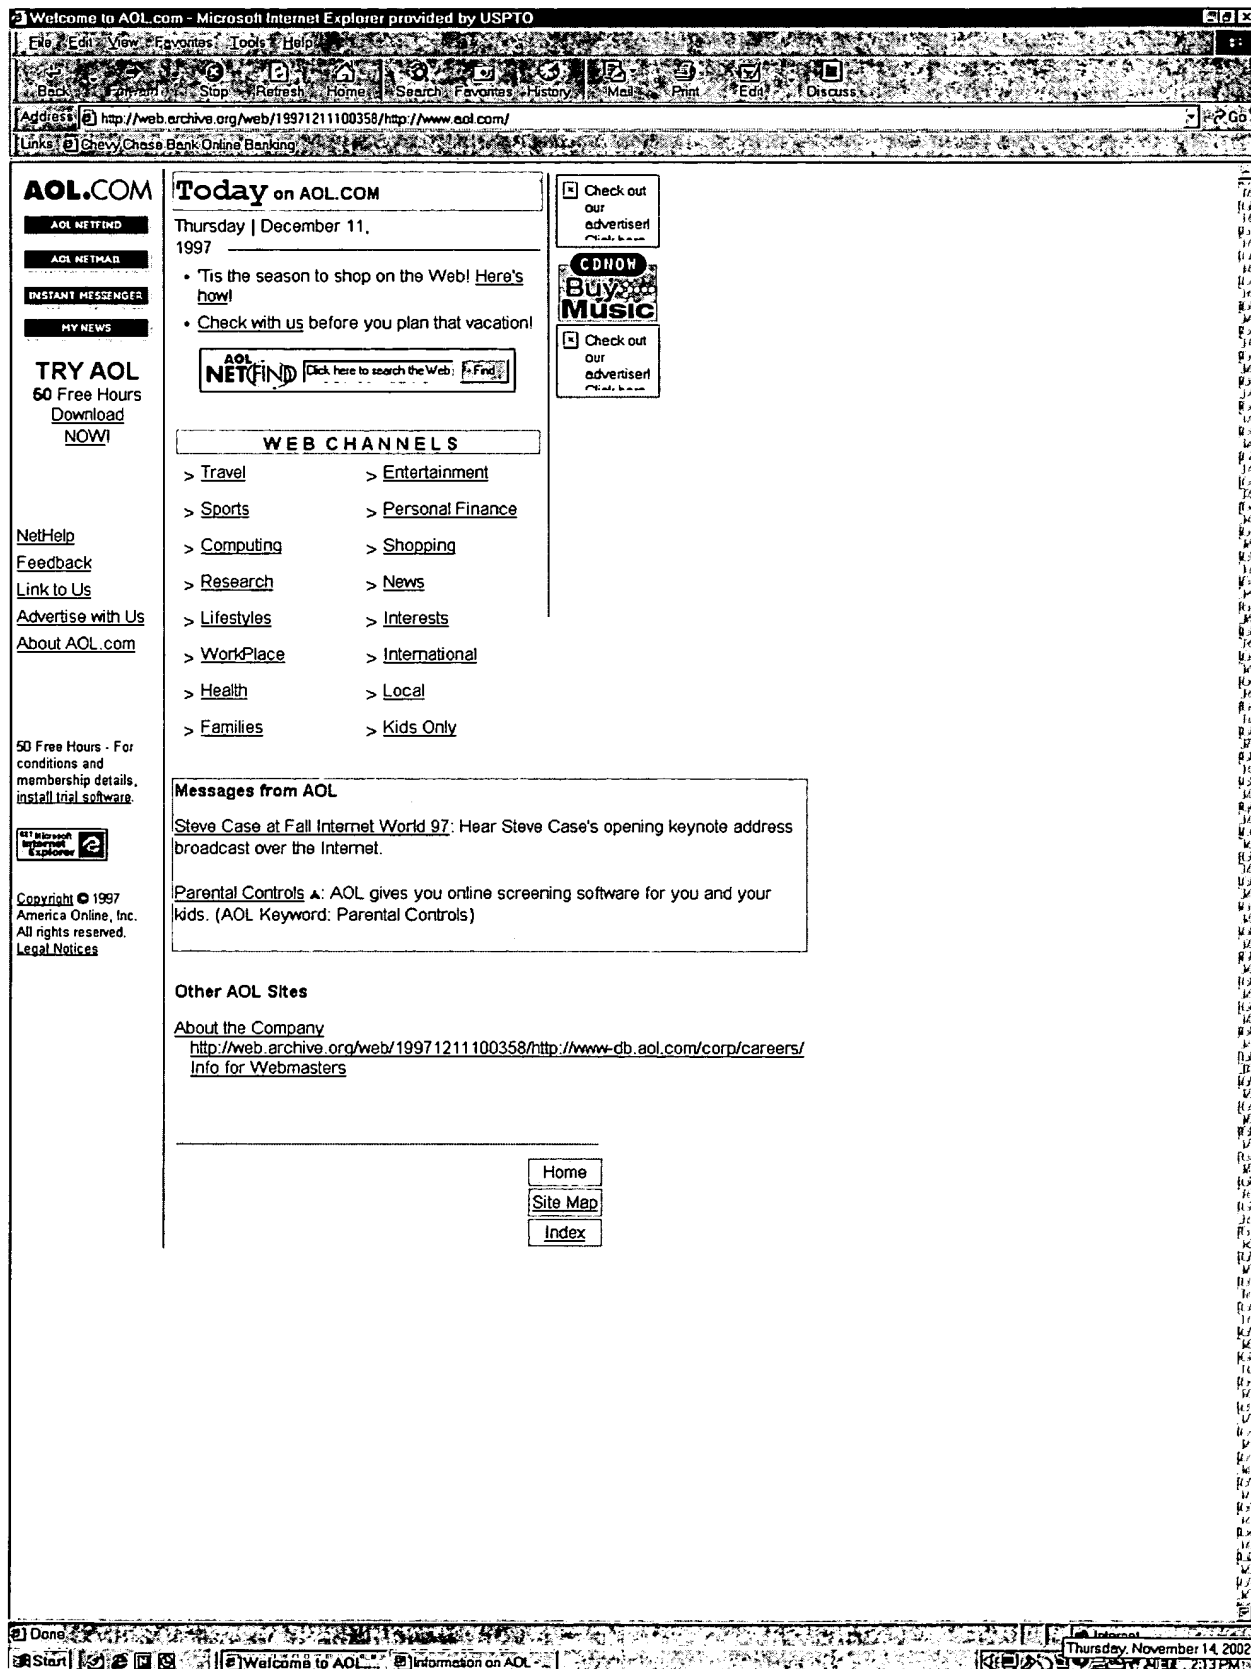 Welcome to AOL.com - Microsoft Internet Explorer provided by USPTO
File Edit View Favorites Tools Help
Back Forward Stop Refresh Home Search Favorites History Mail Print Edit Discuss
Address http://web.archive.org/web/19971211100358/http://www.aol.com/ Go
Links Chevy Chase Bank Online Banking
AOL.COM
AOL NETFIND
AOL NETMAIL
INSTANT MESSENGER
MY NEWS
TRY AOL
50 Free Hours
Download
NOW!
NetHelp
Feedback
Link to Us
Advertise with Us
About AOL.com
50 Free Hours - For
conditions and
membership details,
install trial software.
GET Microsoft
Internet
Explorer
Copyright © 1997
America Online, Inc.
All rights reserved.
Legal Notices
Today on AOL.COM
Thursday | December 11,
1997
• 'Tis the season to shop on the Web! Here's
how!
• Check with us before you plan that vacation!
AOL
NETFIND Click here to search the Web Find
WEB CHANNELS
> Travel > Entertainment
> Sports > Personal Finance
> Computing > Shopping
> Research > News
> Lifestyles > Interests
> WorkPlace > International
> Health > Local
> Families > Kids Only
Check out
our
advertiser!
Click here
CDNOW
Buy
Music
Check out
our
advertiser!
Click here
Messages from AOL
Steve Case at Fall Internet World 97: Hear Steve Case's opening keynote address
broadcast over the Internet.
Parental Controls ▲: AOL gives you online screening software for you and your
kids. (AOL Keyword: Parental Controls)
Other AOL Sites
About the Company
http://web.archive.org/web/19971211100358/http://www-db.aol.com/corp/careers/
Info for Webmasters
Home
Site Map
Index
Done Internet
Thursday, November 14, 2002
Start Welcome to AOL... Information on AOL... 2:13 PM